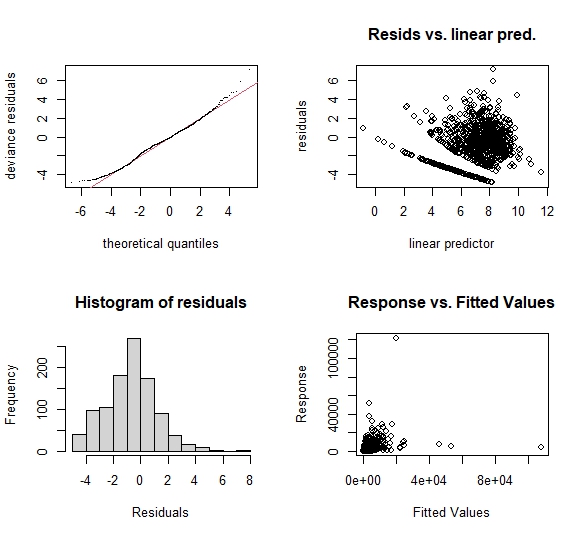 deviance residuals
-4 0 2 4 6
-6 -4 -2 0 2 4
theoretical quantiles
Resids vs. linear pred.
residuals
-4 0 2 4 6
0 2 4 6 8 10 12
linear predictor
Histogram of residuals
Frequency
0 100 200
-4 -2 0 2 4 6 8
Residuals
Response vs. Fitted Values
Response
0 40000 100000
0e+00 4e+04 8e+04
Fitted Values